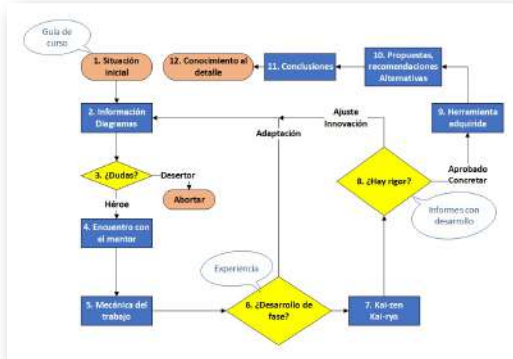 Guía de
curso
1. Situación
inicial
12. Conocimiento al
detalle
11. Conclusiones
10. Propuestas,
recomendaciones
Alternativas
2. Información
Diagramas
Ajuste
Innovación
Adaptación
9. Herramienta
adquirida
3. ¿Dudas?
Desertor
Abortar
8. ¿Hay rigor?
Aprobado
Concretar
Héroe
4. Encuentro con
el mentor
Informes con
desarrollo
Experiencia
5. Mecánica del
trabajo
6. ¿Desarrollo de
fase?
7. Kai-zen
Kai-ryo